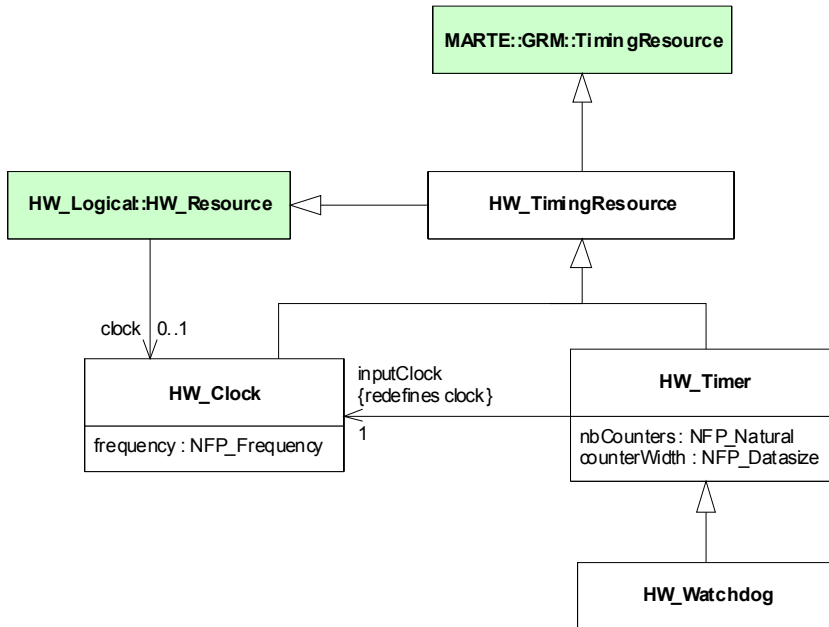 MARTE::GRM::TimingResource
HW_Logical::HW_Resource
HW_TimingResource
clock
0..1
HW_Clock
frequency : NFP_Frequency
inputClock
{redefines clock}
1
HW_Timer
nbCounters : NFP_Natural
counterWidth : NFP_Datasize
HW_Watchdog